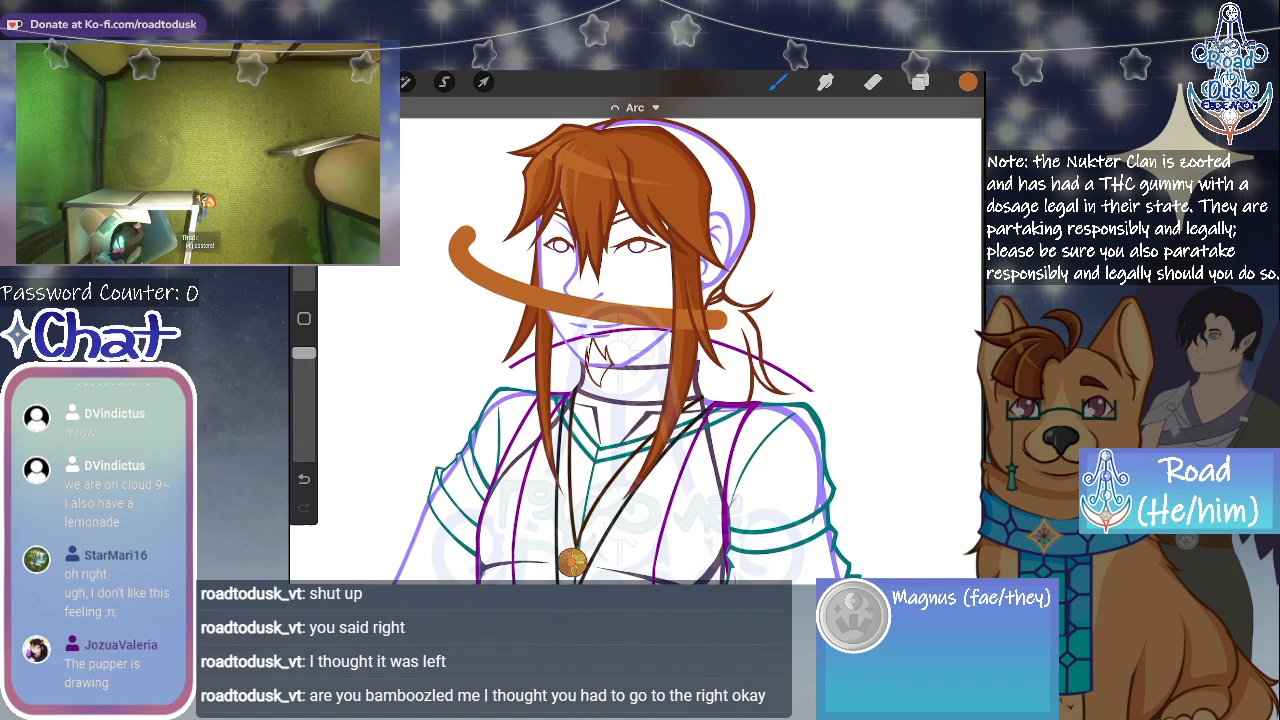 Donate at Ko-fi.com/roadtodusk
Arc
Road
to
Dusk
Note: the Nukter Clan is zooted
and has had a THC gummy with a
dosage legal in their state. They are
partaking responsibly and legally;
please be sure you also paratake
responsibly and legally should you do so.
My castors!
Password Counter: 0
Chat
DVindictus
mrow
DVindictus
we are on cloud 9~
I also have a
lemonade
StarMari16
oh right
ugh, I don't like this
feeling ;n;
JozuaValeria
The pupper is
drawing
roadtodusk_vt: shut up
roadtodusk_vt: you said right
roadtodusk_vt: I thought it was left
roadtodusk_vt: are you bamboozled me I thought you had to go to the right okay
Road
(He/him)
Magnus (fae/they)